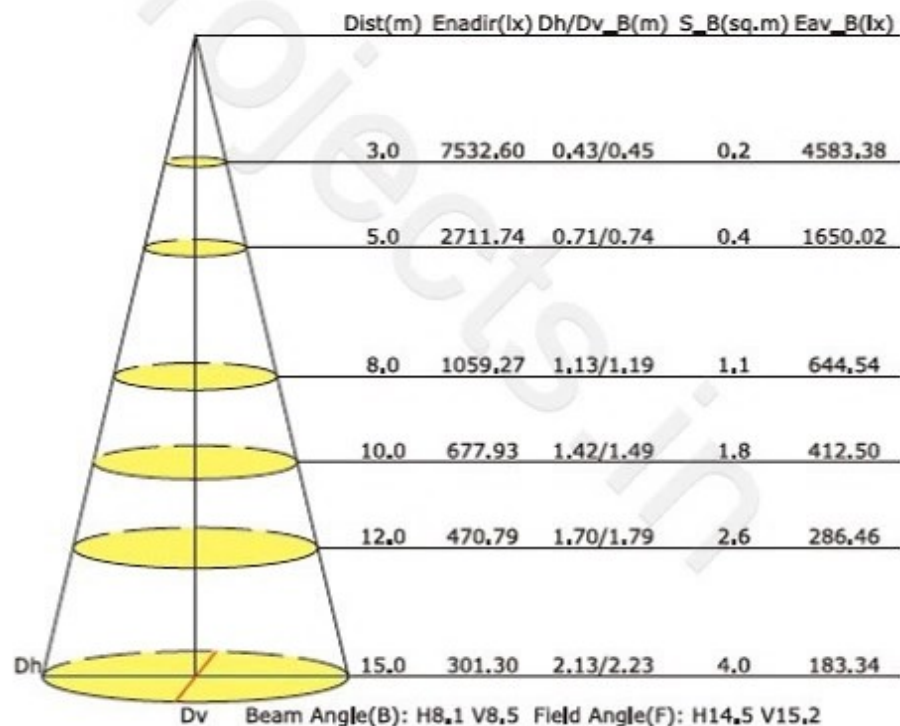 Dist(m) Enadir(lx) Dh/Dv_B(m) S_B(sq.m) Eav_B(lx)
3.0 7532.60 0.43/0.45 0.2 4583.38
5.0 2711.74 0.71/0.74 0.4 1650.02
8.0 1059.27 1.13/1.19 1.1 644.54
10.0 677.93 1.42/1.49 1.8 412.50
12.0 470.79 1.70/1.79 2.6 286.46
Dh 15.0 301.30 2.13/2.23 4.0 183.34
Dv Beam Angle(B): H8.1 V8.5 Field Angle(F): H14.5 V15.2
rojects.in